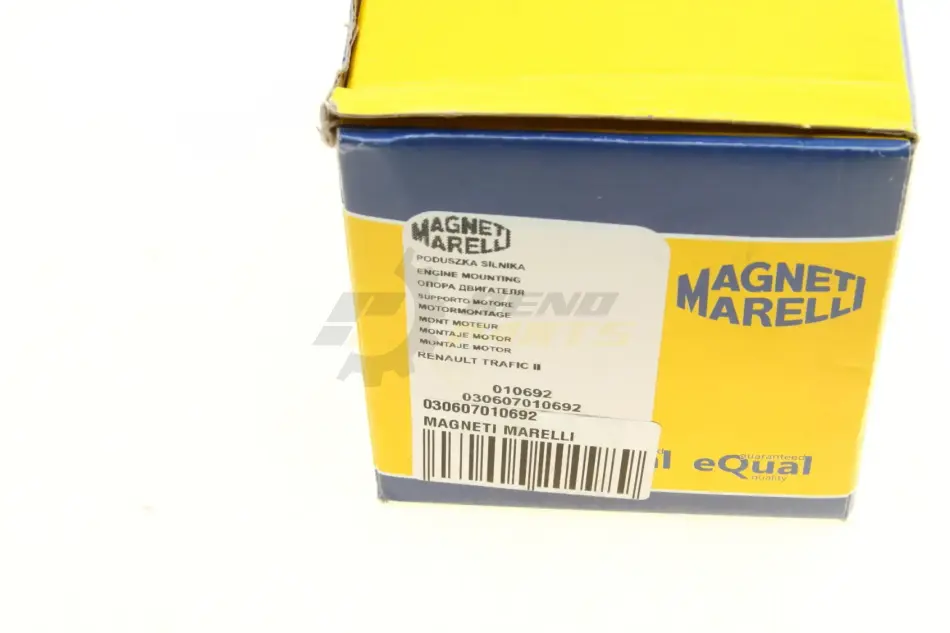 MAGNETI
MARELLI
PODUSZKA SILNIKA
ENGINE MOUNTING
ОПОРА ДВИГАТЕЛЯ
SUPPORTO MOTORE
MOTORMONTAGE
MONT MOTEUR
MONTAJE MOTOR
MONTAJE MOTOR
RENAULT TRAFIC II
010692
030607010692
030607010692
MAGNETI MARELLI
MAGNETI
MARELLI
guaranteed
eQual
quality
PARTS